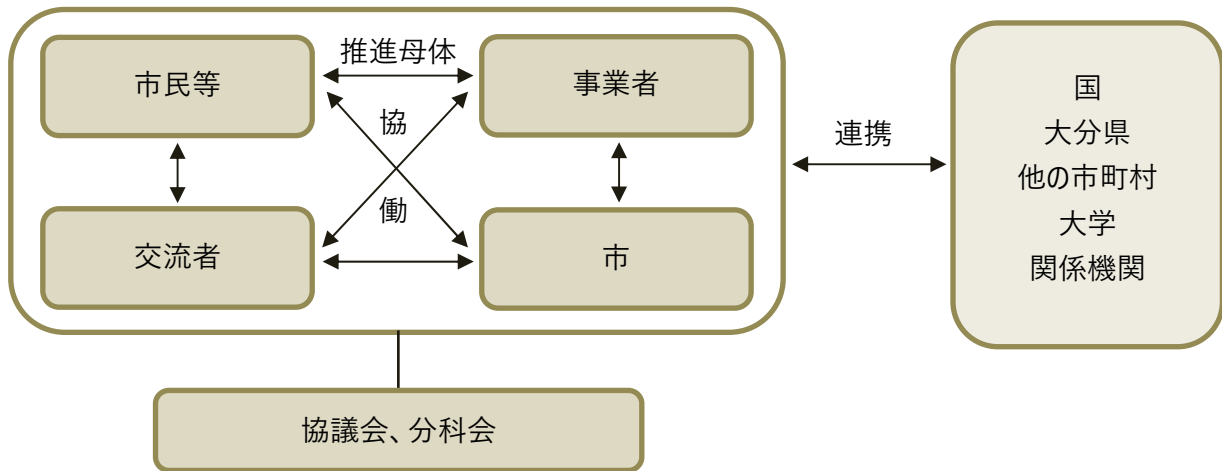 推進母体
市民等
事業者
協
働
交流者
市
連携
国
大分県
他の市町村
大学
関係機関
協議会、分科会